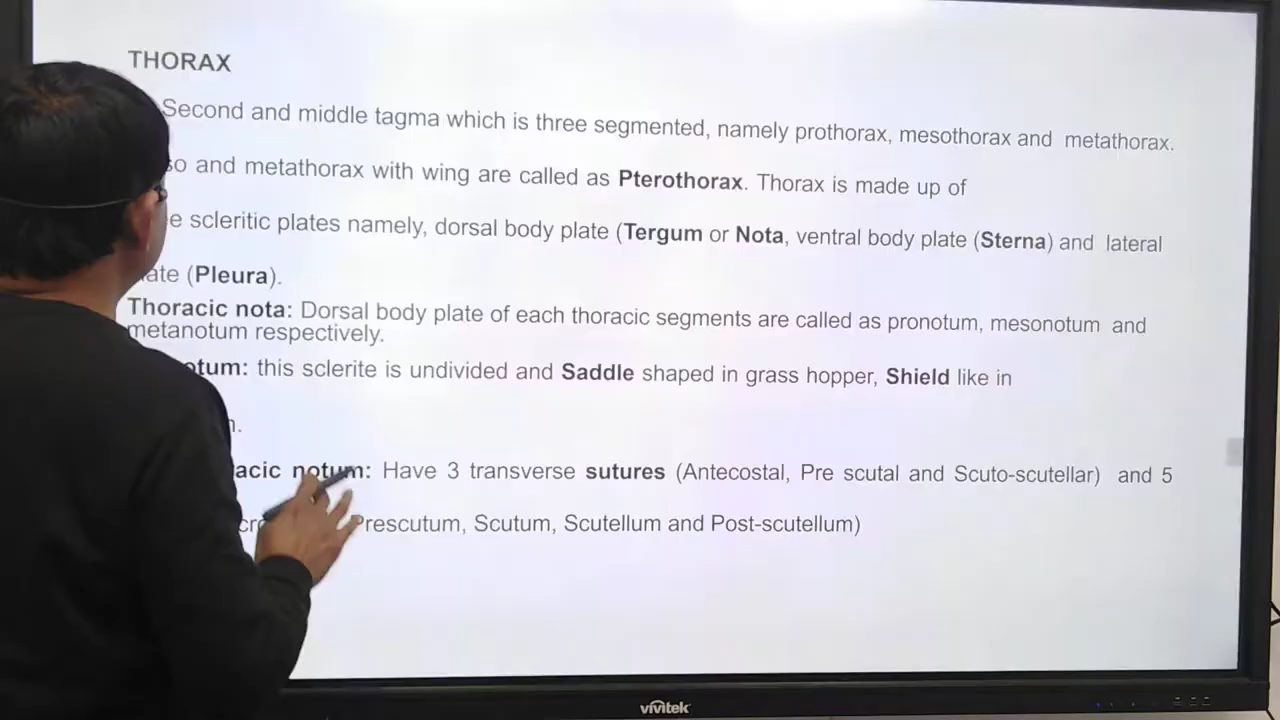 THORAX
Second and middle tagma which is three segmented, namely prothorax, mesothorax and metathorax.
so and metathorax with wing are called as Pterothorax. Thorax is made up of
e scleritic plates namely, dorsal body plate (Tergum or Nota, ventral body plate (Sterna) and lateral
late (Pleura).
Thoracic nota: Dorsal body plate of each thoracic segments are called as pronotum, mesonotum and
metanotum respectively.
otum: this sclerite is undivided and Saddle shaped in grass hopper, Shield like in
h.
acic notum: Have 3 transverse sutures (Antecostal, Pre scutal and Scuto-scutellar) and 5
cro Prescutum, Scutum, Scutellum and Post-scutellum)
vivitek